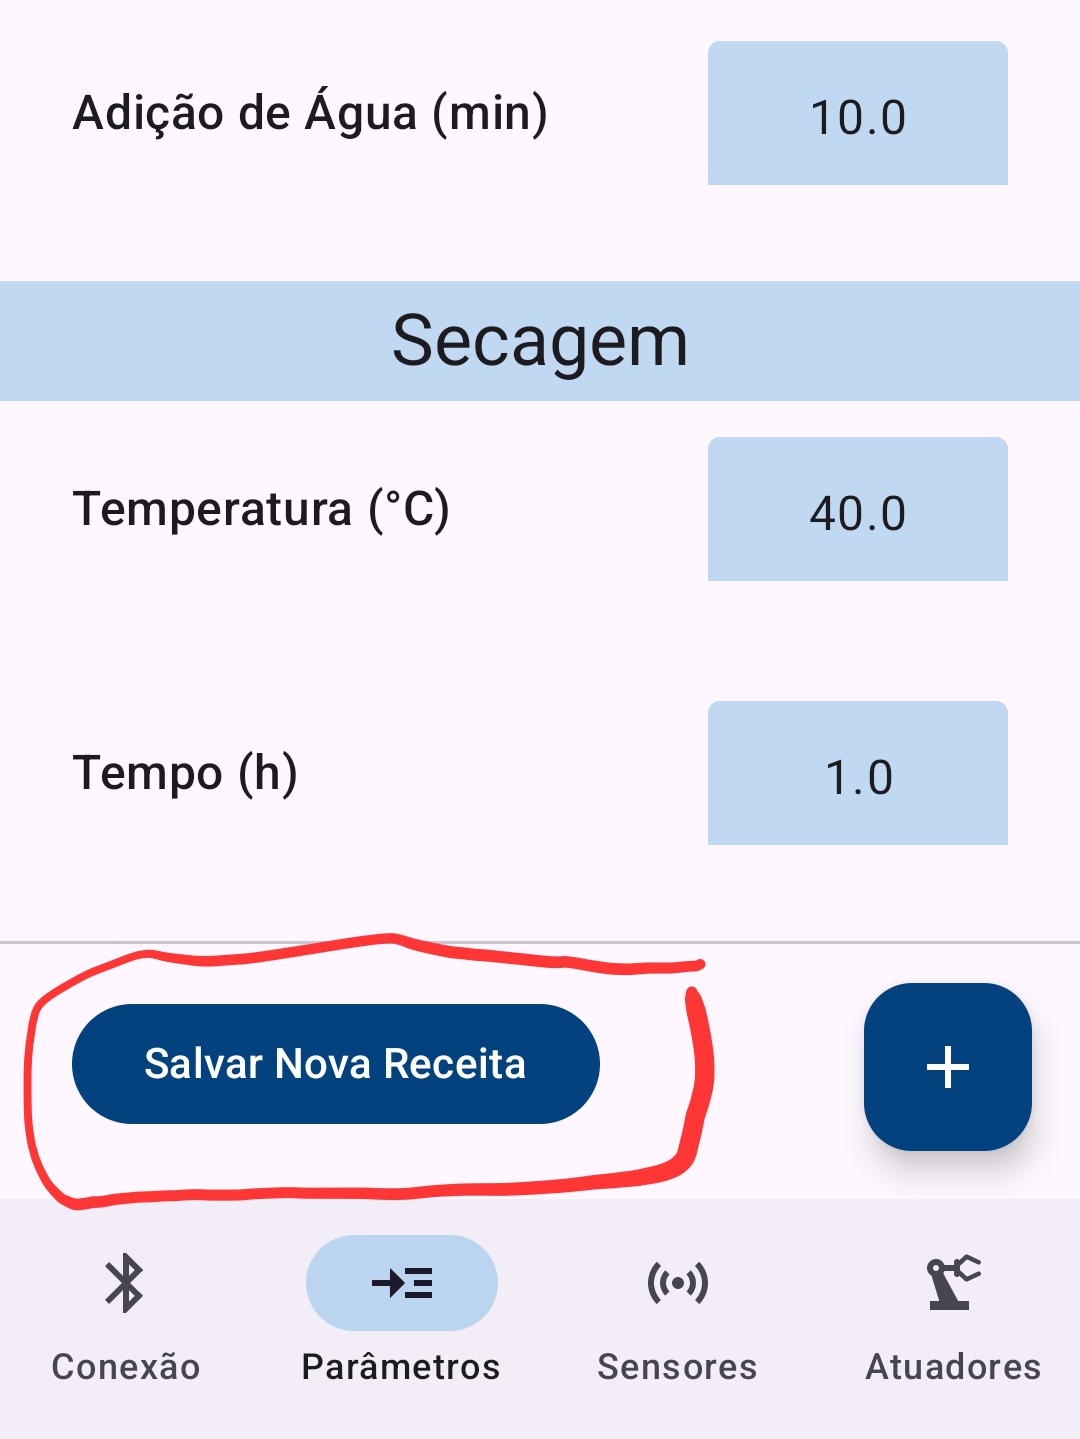 Adição de Água (min) 10.0
Secagem
Temperatura (°C) 40.0
Tempo (h) 1.0
Salvar Nova Receita +
Conexão Parâmetros Sensores Atuadores